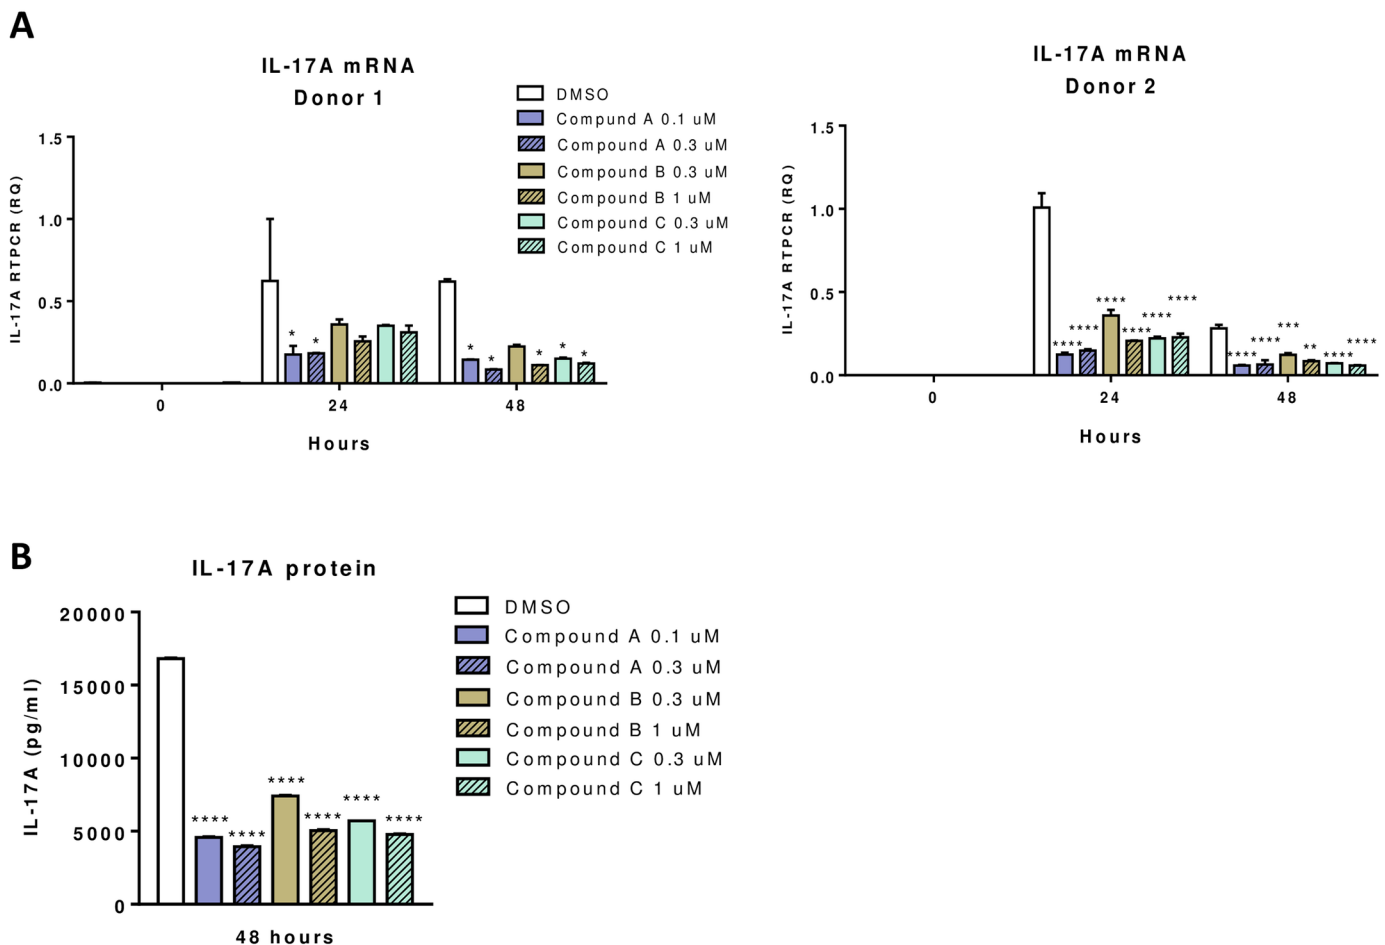 A
IL-17A mRNA
Donor 1
DMSO
Compund A 0.1 uM
Compound A 0.3 uM
Compound B 0.3 uM
Compound B 1 uM
Compound C 0.3 uM
Compound C 1 uM
IL-17A RTPCR (RQ)
1.5
1.0
0.5
0.0
* * * * * * *
0 24 48
Hours
IL-17A mRNA
Donor 2
IL-17A RTPCR (RQ)
1.5
1.0
0.5
0.0
**** **** **** **** **** ****
**** **** *** ** **** ****
0 24 48
Hours
B
IL-17A protein
IL-17A (pg/ml)
20000
15000
10000
5000
0
**** **** **** **** **** ****
48 hours
DMSO
Compound A 0.1 uM
Compound A 0.3 uM
Compound B 0.3 uM
Compound B 1 uM
Compound C 0.3 uM
Compound C 1 uM